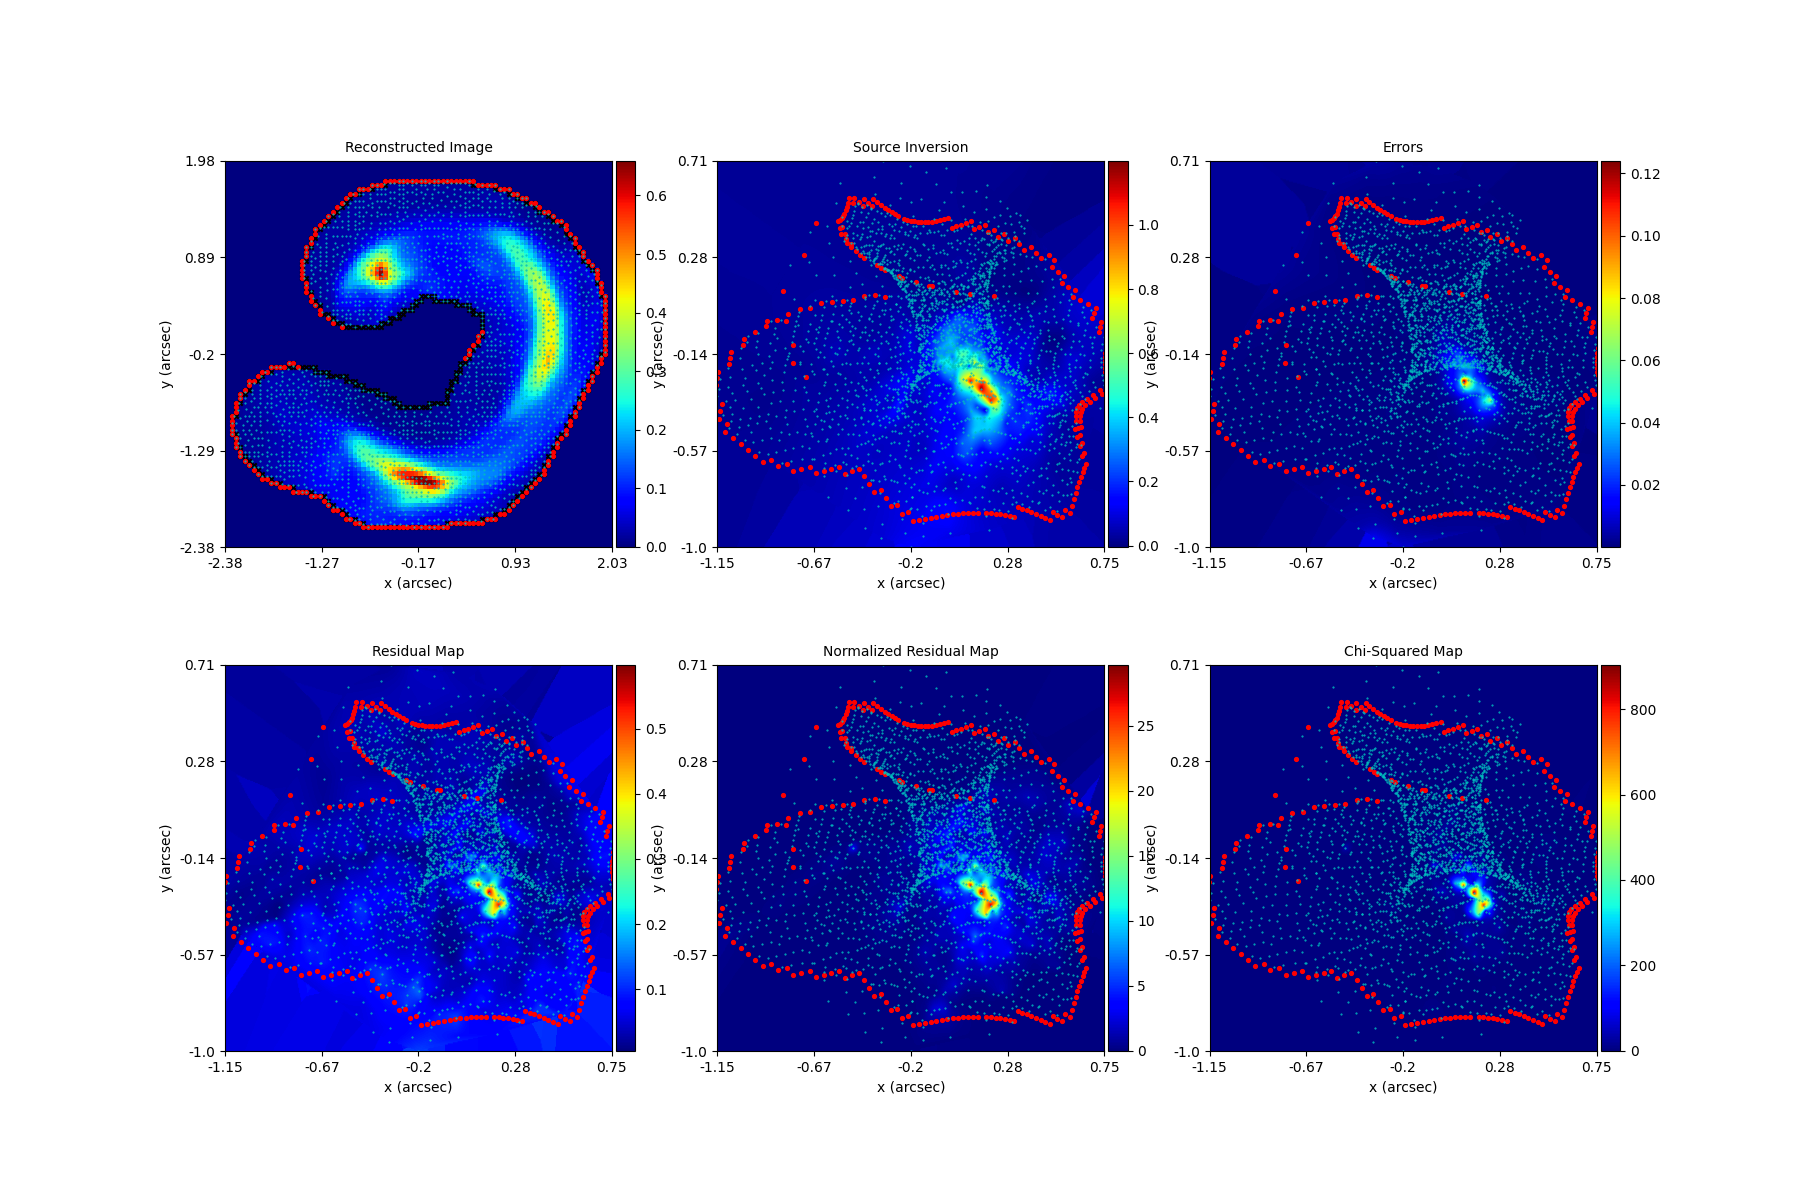 Reconstructed Image
1.98
0.89
-0.2
-1.29
-2.38
y (arcsec)
-2.38 -1.27 -0.17 0.93 2.03
x (arcsec)
0.6
0.5
0.4
0.3
0.2
0.1
0.0
Source Inversion
0.71
0.28
-0.14
-0.57
-1.0
y (arcsec)
-1.15 -0.67 -0.2 0.28 0.75
x (arcsec)
1.0
0.8
0.6
0.4
0.2
0.0
Errors
0.71
0.28
-0.14
-0.57
-1.0
y (arcsec)
-1.15 -0.67 -0.2 0.28 0.75
x (arcsec)
0.12
0.10
0.08
0.06
0.04
0.02
Residual Map
0.71
0.28
-0.14
-0.57
-1.0
y (arcsec)
-1.15 -0.67 -0.2 0.28 0.75
x (arcsec)
0.5
0.4
0.3
0.2
0.1
Normalized Residual Map
0.71
0.28
-0.14
-0.57
-1.0
y (arcsec)
-1.15 -0.67 -0.2 0.28 0.75
x (arcsec)
25
20
15
10
5
0
Chi-Squared Map
0.71
0.28
-0.14
-0.57
-1.0
y (arcsec)
-1.15 -0.67 -0.2 0.28 0.75
x (arcsec)
800
600
400
200
0